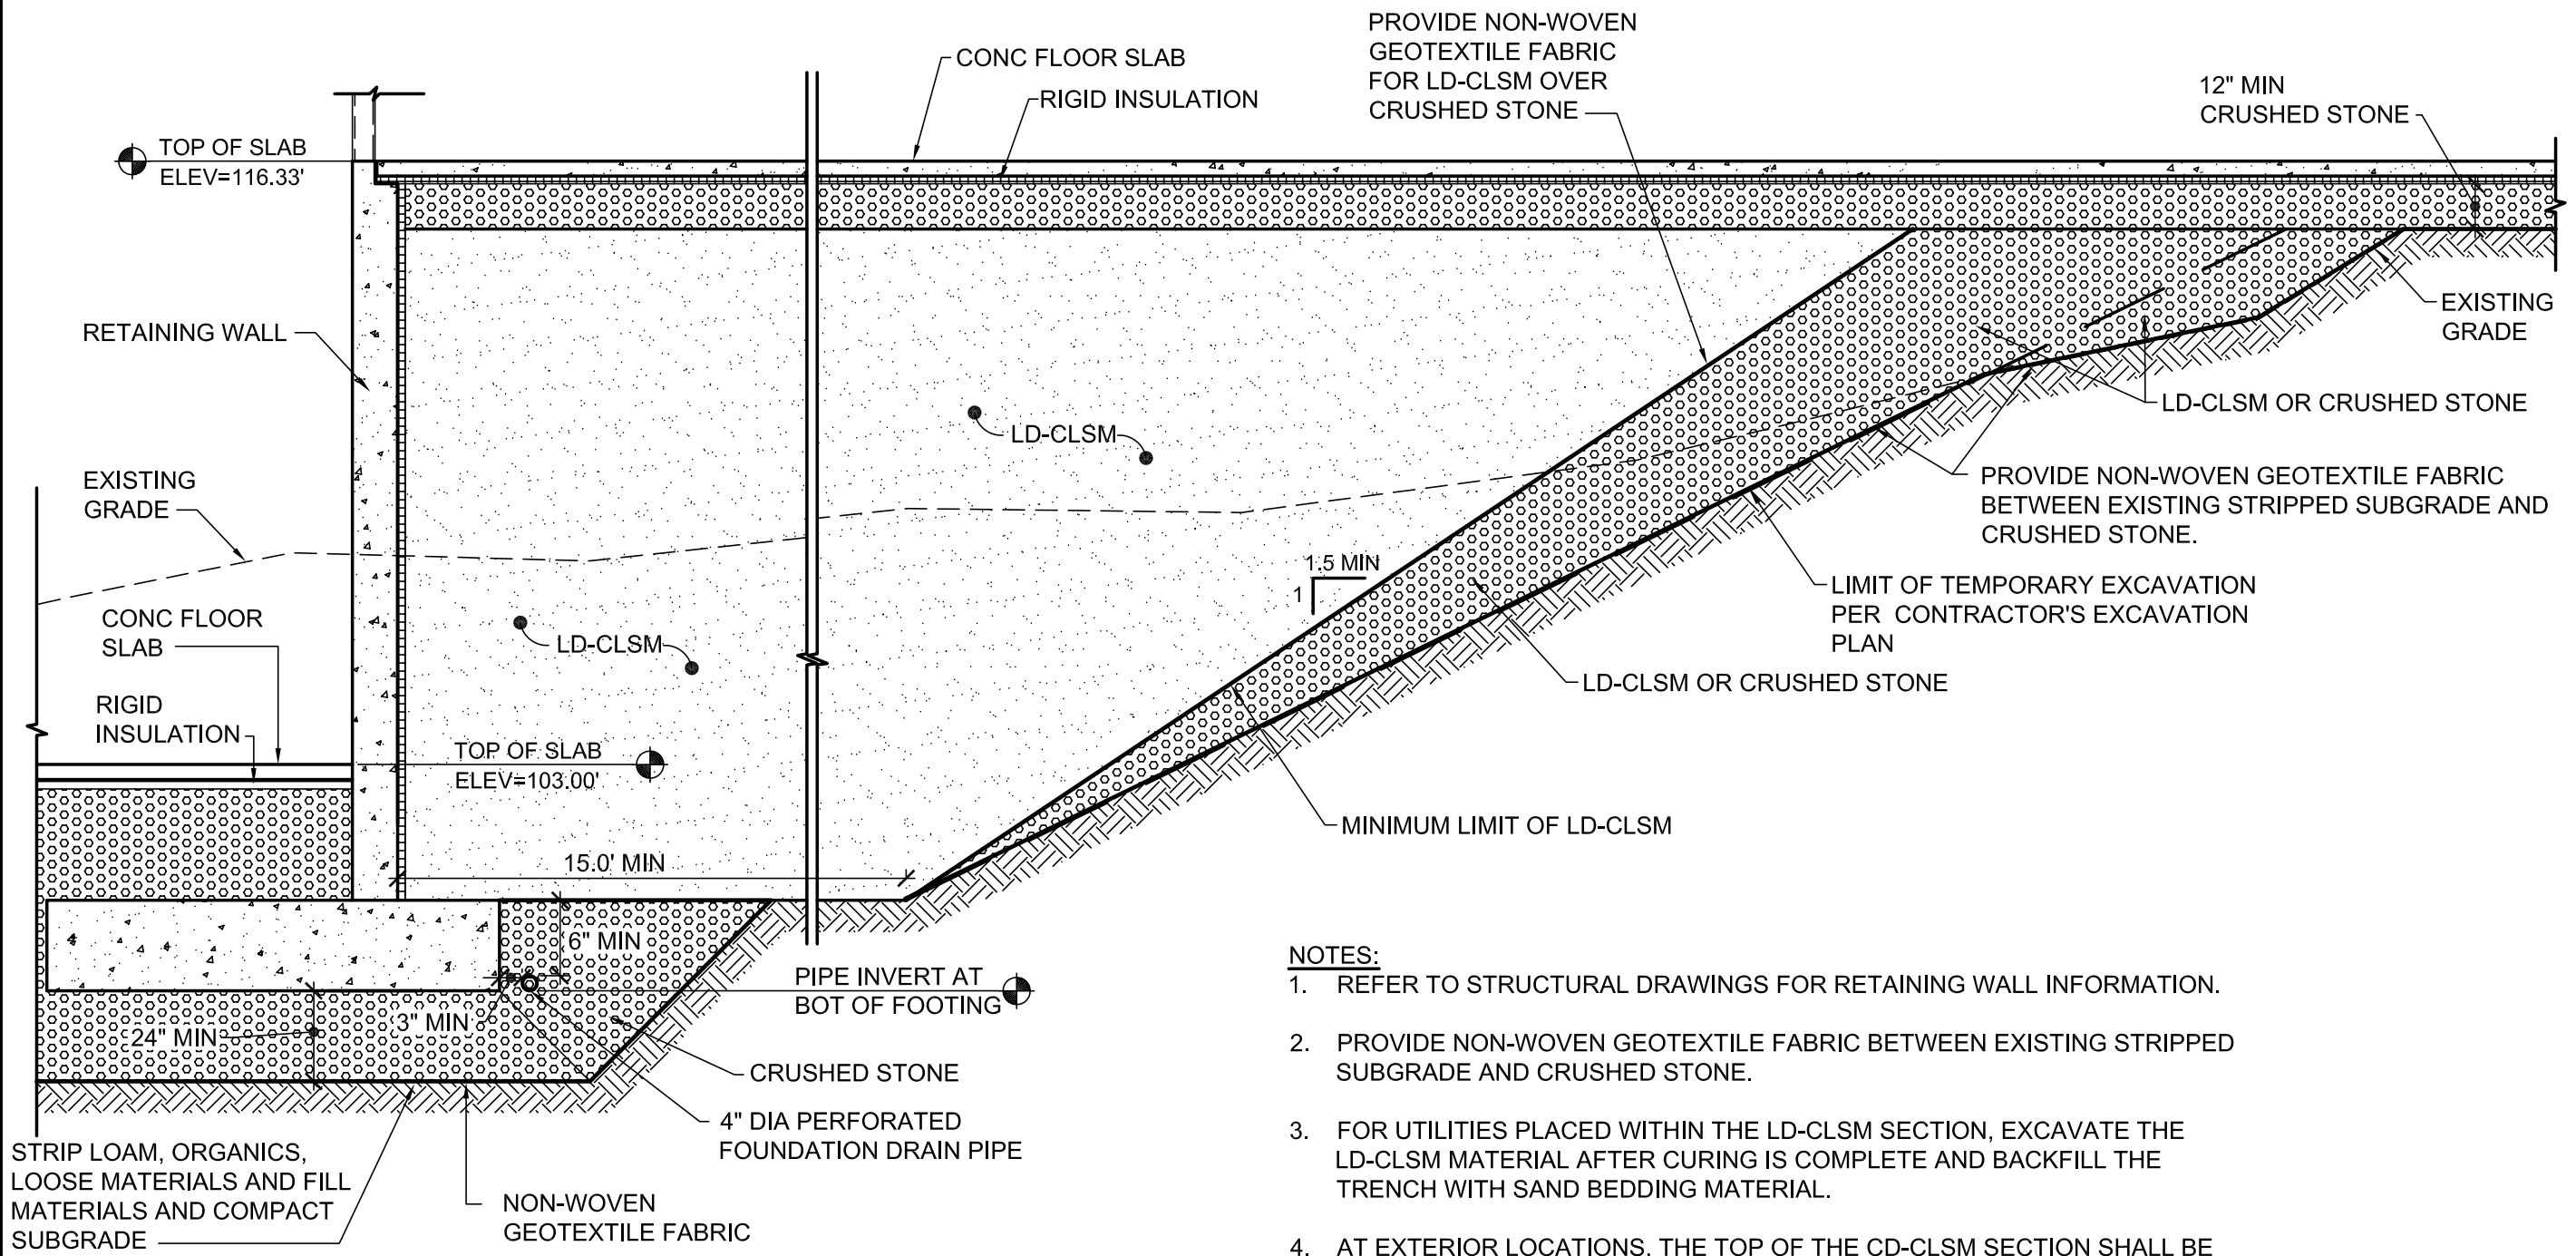 PROVIDE NON-WOVEN
GEOTEXTILE FABRIC
FOR LD-CLSM OVER
CRUSHED STONE
CONC FLOOR SLAB
RIGID INSULATION
12" MIN
CRUSHED STONE
TOP OF SLAB
ELEV=116.33'
RETAINING WALL
EXISTING
GRADE
LD-CLSM OR CRUSHED STONE
LD-CLSM
EXISTING
GRADE
PROVIDE NON-WOVEN GEOTEXTILE FABRIC
BETWEEN EXISTING STRIPPED SUBGRADE AND
CRUSHED STONE.
1.5 MIN
1
LIMIT OF TEMPORARY EXCAVATION
PER CONTRACTOR'S EXCAVATION
PLAN
CONC FLOOR
SLAB
LD-CLSM
LD-CLSM OR CRUSHED STONE
RIGID
INSULATION
TOP OF SLAB
ELEV=103.00'
MINIMUM LIMIT OF LD-CLSM
15.0' MIN
6" MIN
PIPE INVERT AT
BOT OF FOOTING
3" MIN
24" MIN
CRUSHED STONE
4" DIA PERFORATED
FOUNDATION DRAIN PIPE
STRIP LOAM, ORGANICS,
LOOSE MATERIALS AND FILL
MATERIALS AND COMPACT
SUBGRADE
NON-WOVEN
GEOTEXTILE FABRIC
NOTES:
1. REFER TO STRUCTURAL DRAWINGS FOR RETAINING WALL INFORMATION.
2. PROVIDE NON-WOVEN GEOTEXTILE FABRIC BETWEEN EXISTING STRIPPED
SUBGRADE AND CRUSHED STONE.
3. FOR UTILITIES PLACED WITHIN THE LD-CLSM SECTION, EXCAVATE THE
LD-CLSM MATERIAL AFTER CURING IS COMPLETE AND BACKFILL THE
TRENCH WITH SAND BEDDING MATERIAL.
4. AT EXTERIOR LOCATIONS, THE TOP OF THE CD-CLSM SECTION SHALL BE